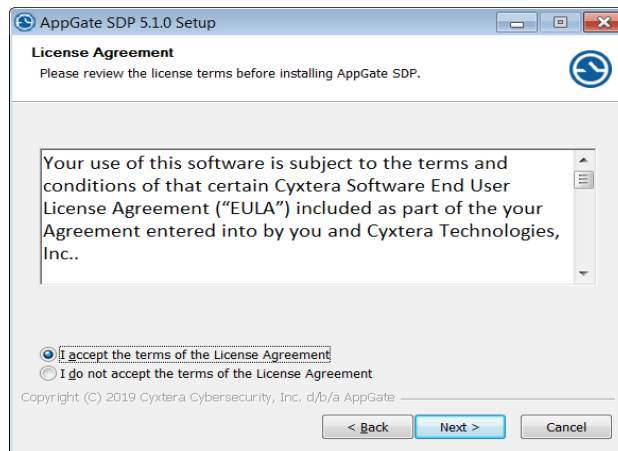 AppGate SDP 5.1.0 Setup
License Agreement
Please review the license terms before installing AppGate SDP.
Your use of this software is subject to the terms and
conditions of that certain Cyxtera Software End User
License Agreement (“EULA”) included as part of the your
Agreement entered into by you and Cyxtera Technologies,
Inc..
I accept the terms of the License Agreement
I do not accept the terms of the License Agreement
Copyright (C) 2019 Cyxtera Cybersecurity, Inc. d/b/a AppGate
< Back Next > Cancel